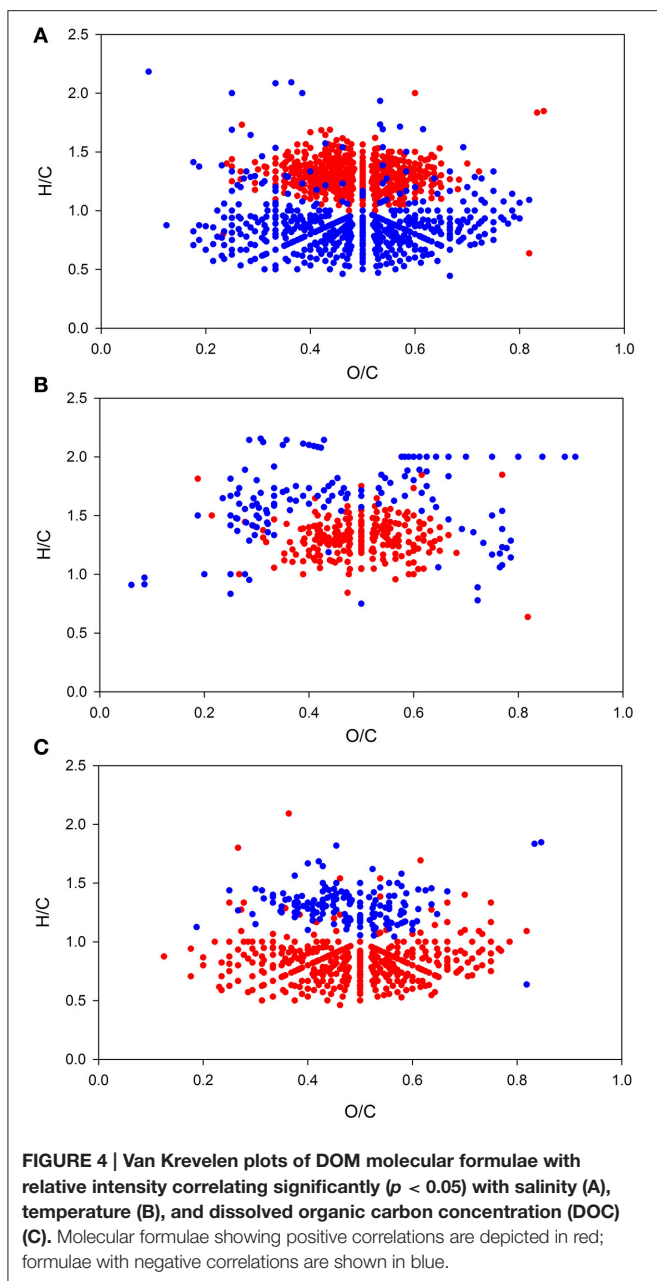 A
2.5
2.0
1.5
1.0
0.5
0.0
H/C
0.0 0.2 0.4 0.6 0.8 1.0
O/C
B
2.5
2.0
1.5
1.0
0.5
0.0
H/C
0.0 0.2 0.4 0.6 0.8 1.0
O/C
C
2.5
2.0
1.5
1.0
0.5
0.0
H/C
0.0 0.2 0.4 0.6 0.8 1.0
O/C
FIGURE 4 | Van Krevelen plots of DOM molecular formulae with
relative intensity correlating significantly (p < 0.05) with salinity (A),
temperature (B), and dissolved organic carbon concentration (DOC)
(C). Molecular formulae showing positive correlations are depicted in red;
formulae with negative correlations are shown in blue.